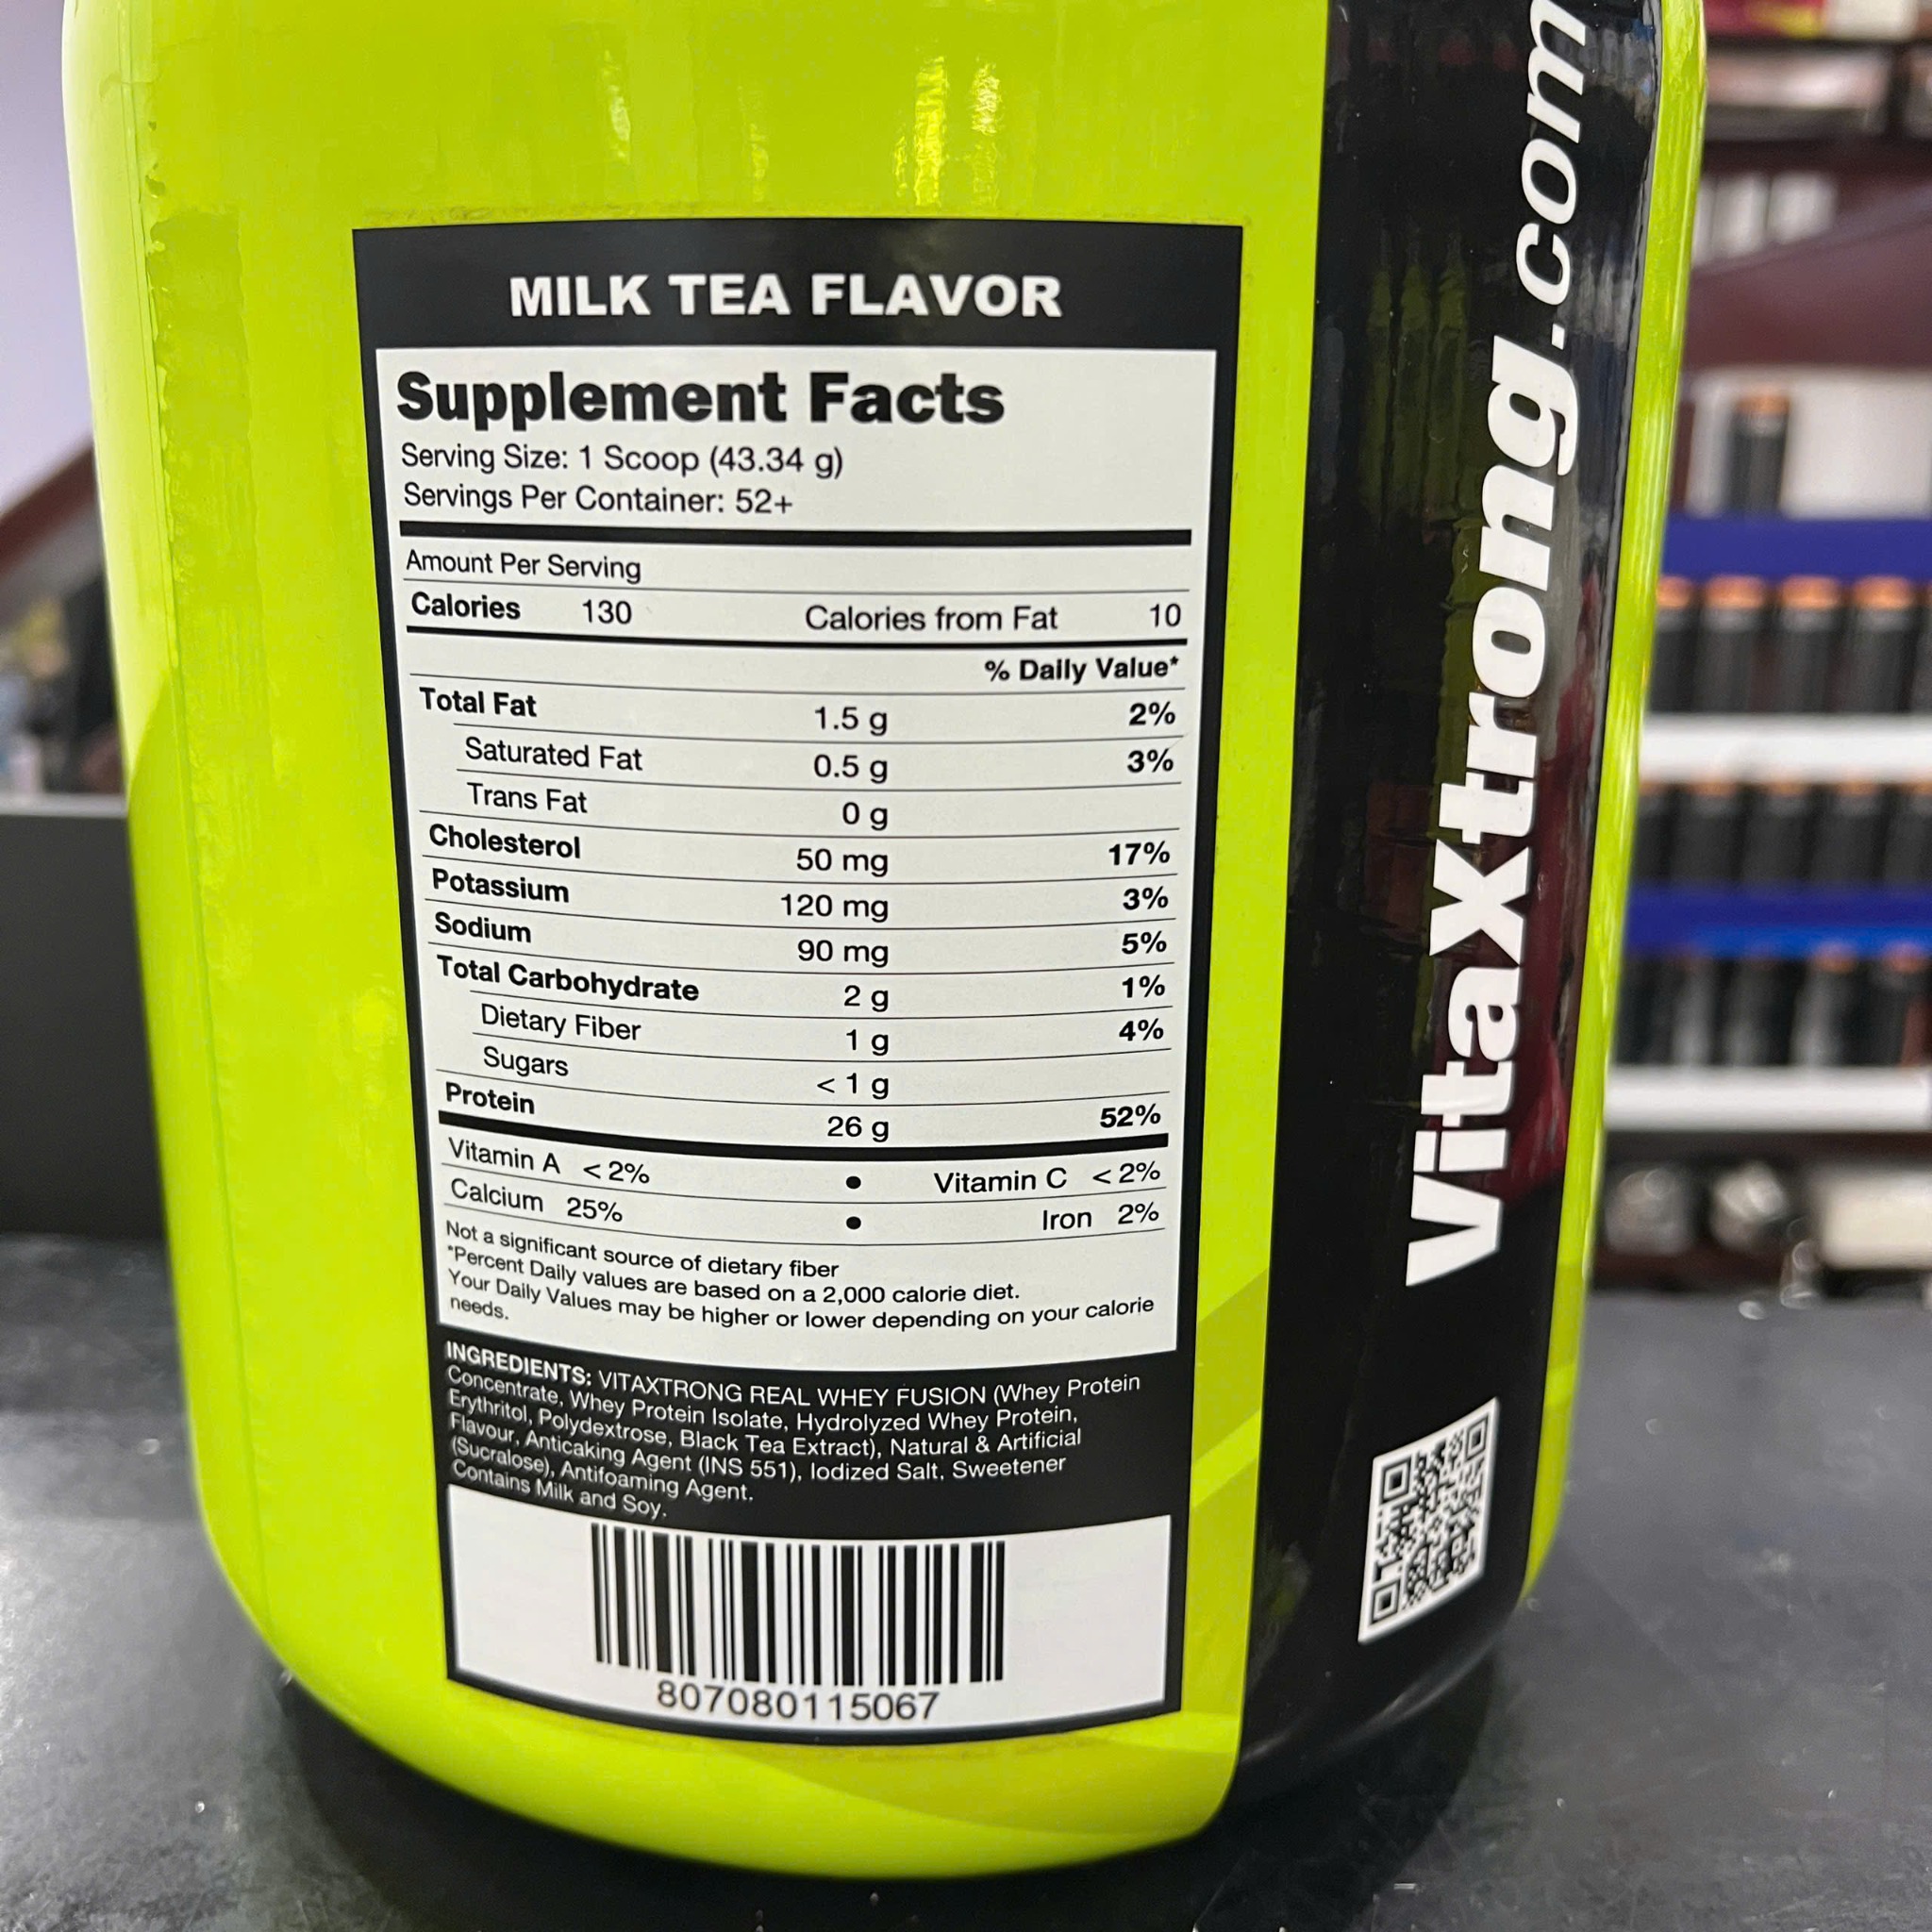 MILK TEA FLAVOR
Supplement Facts
Serving Size: 1 Scoop (43.34 g)
Servings Per Container: 52+
Amount Per Serving
Calories 130 Calories from Fat 10
% Daily Value*
Total Fat 1.5 g 2%
Saturated Fat 0.5 g 3%
Trans Fat 0 g
Cholesterol 50 mg 17%
Potassium 120 mg 3%
Sodium 90 mg 5%
Total Carbohydrate 2 g 1%
Dietary Fiber 1 g 4%
Sugars < 1 g
Protein 26 g 52%
Vitamin A < 2% • Vitamin C < 2%
Calcium 25% • Iron 2%
Not a significant source of dietary fiber
*Percent Daily values are based on a 2,000 calorie diet.
Your Daily Values may be higher or lower depending on your calorie
needs.
INGREDIENTS: VITAXTRONG REAL WHEY FUSION (Whey Protein
Concentrate, Whey Protein Isolate, Hydrolyzed Whey Protein,
Erythritol, Polydextrose, Black Tea Extract), Natural & Artificial
Flavour, Anticaking Agent (INS 551), Iodized Salt, Sweetener
(Sucralose), Antifoaming Agent.
Contains Milk and Soy.
807080115067
VitaXtrong.com